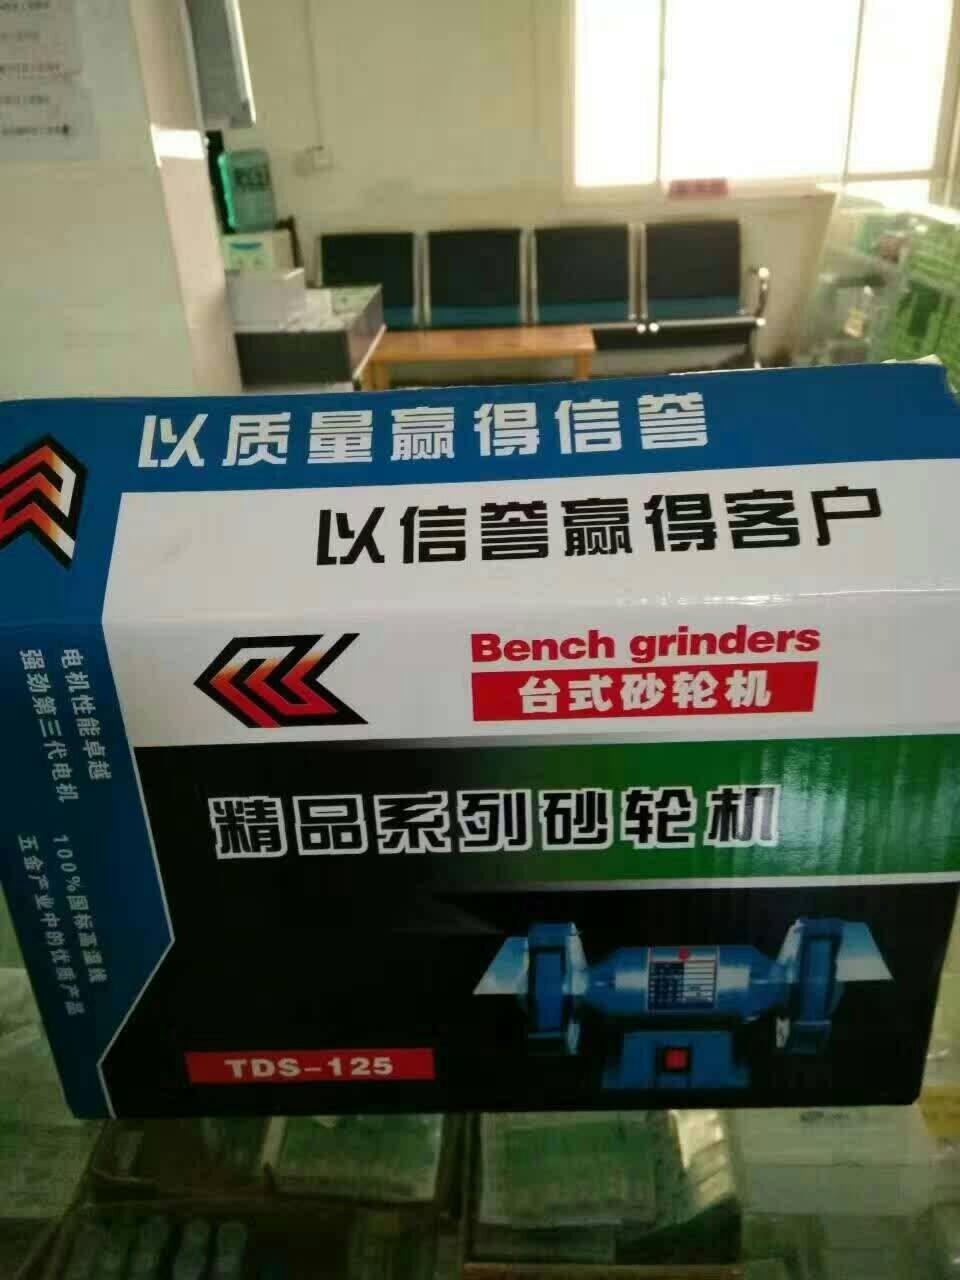 以质量赢得信誉
以信誉赢得客户
Bench grinders
台式砂轮机
精品系列砂轮机
TDS-125
电机性能卓越
强劲第三代电机
100%国标高温线
五金产业中的优质产品